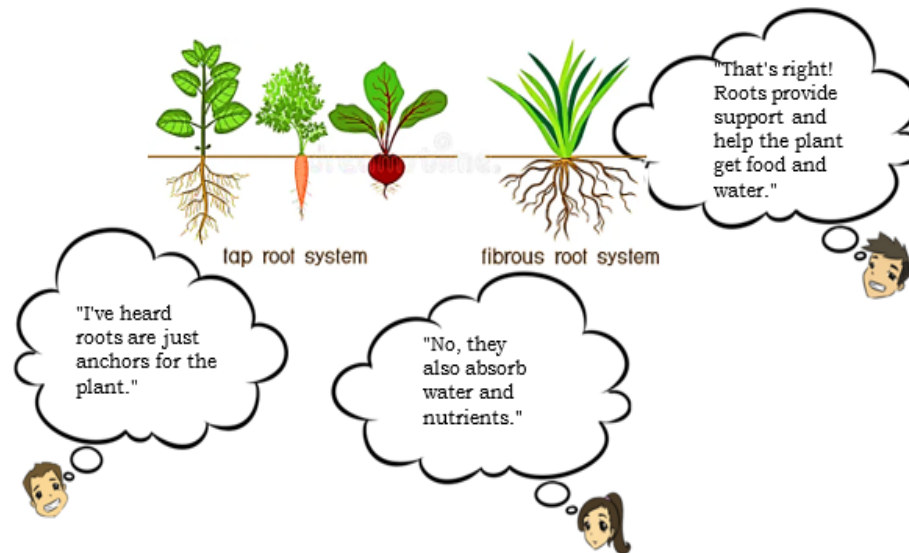 "That's right!
Roots provide
support and
help the plant
get food and
water."
tap root system
fibrous root system
"I've heard
roots are just
anchors for the
plant."
"No, they
also absorb
water and
nutrients."